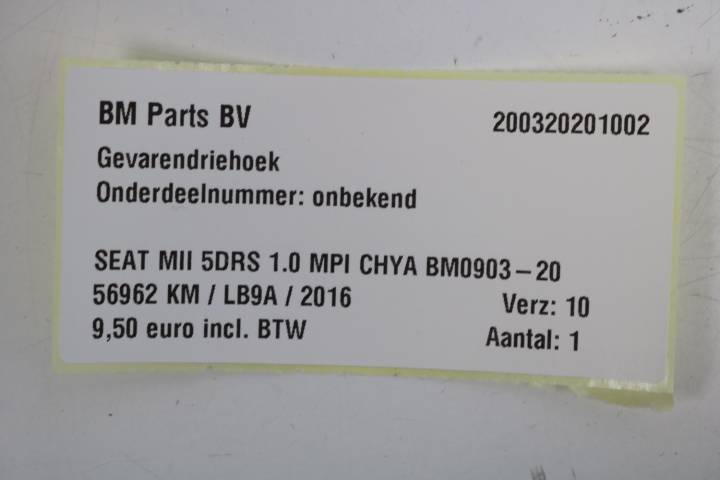 BM Parts BV 200320201002
Gevarendriehoek
Onderdeelnummer: onbekend
SEAT MII 5DRS 1.0 MPI CHYA BM0903-20
56962 KM / LB9A / 2016 Verz: 10
9,50 euro incl. BTW Aantal: 1